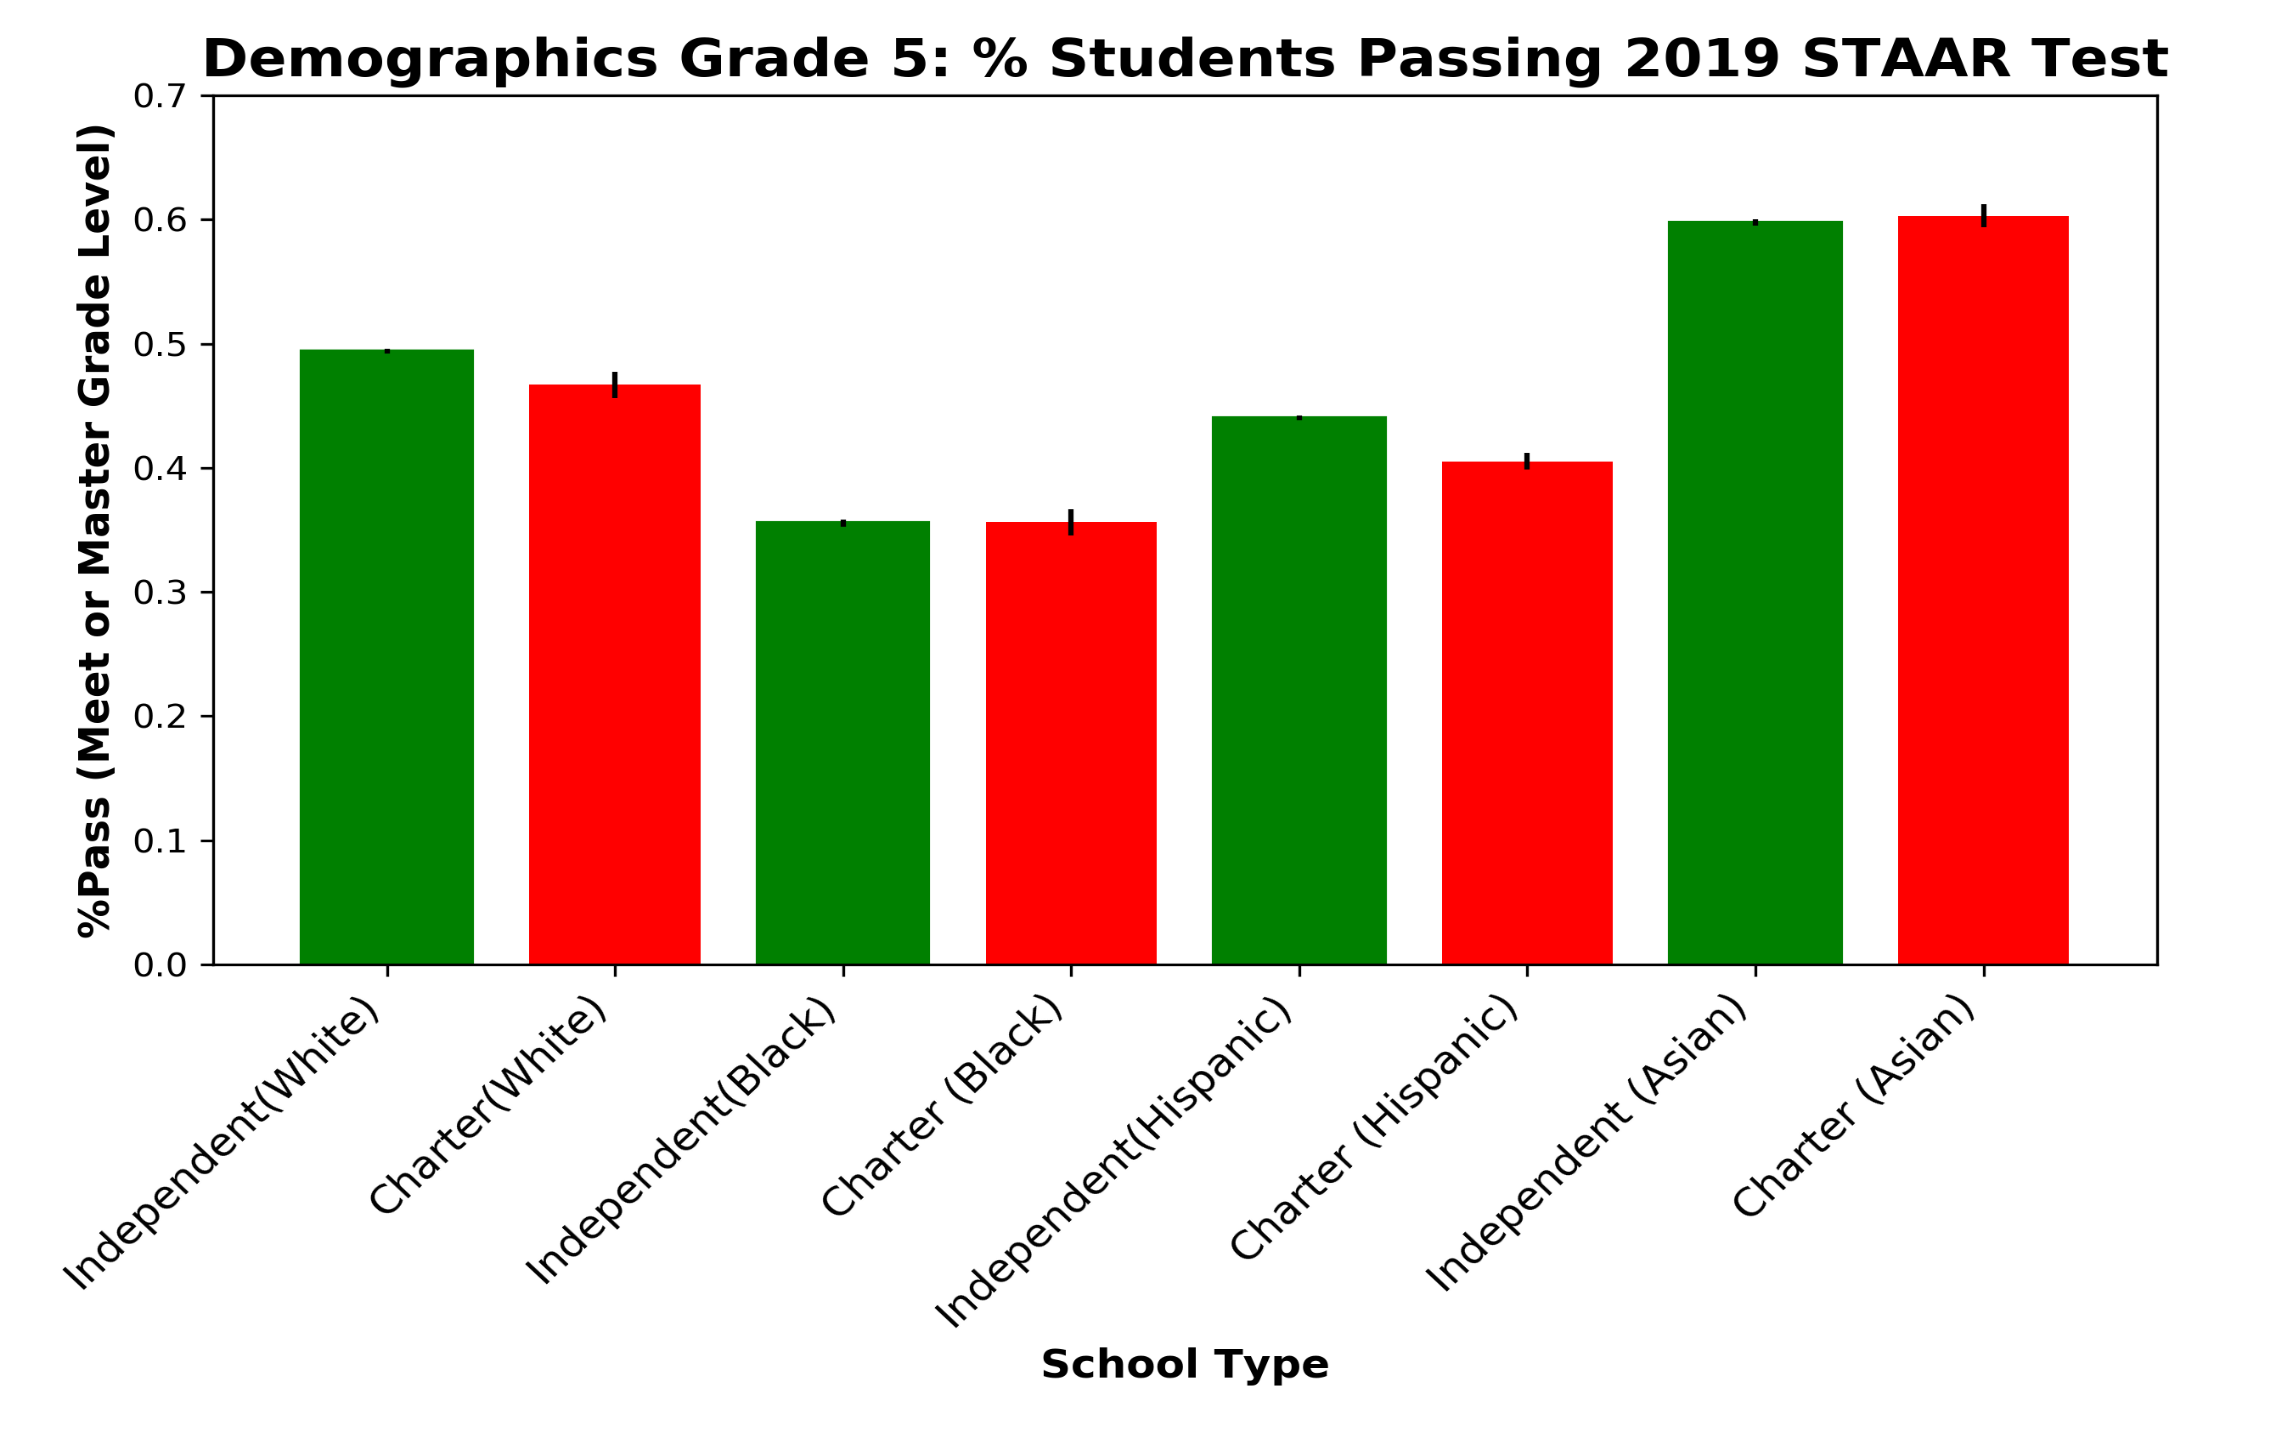 Demographics Grade 5: % Students Passing 2019 STAAR Test
%Pass (Meet or Master Grade Level)
0.7
0.6
0.5
0.4
0.3
0.2
0.1
0.0
Independent(White)
Charter(White)
Independent(Black)
Charter (Black)
Independent(Hispanic)
Charter (Hispanic)
Independent (Asian)
Charter (Asian)
School Type